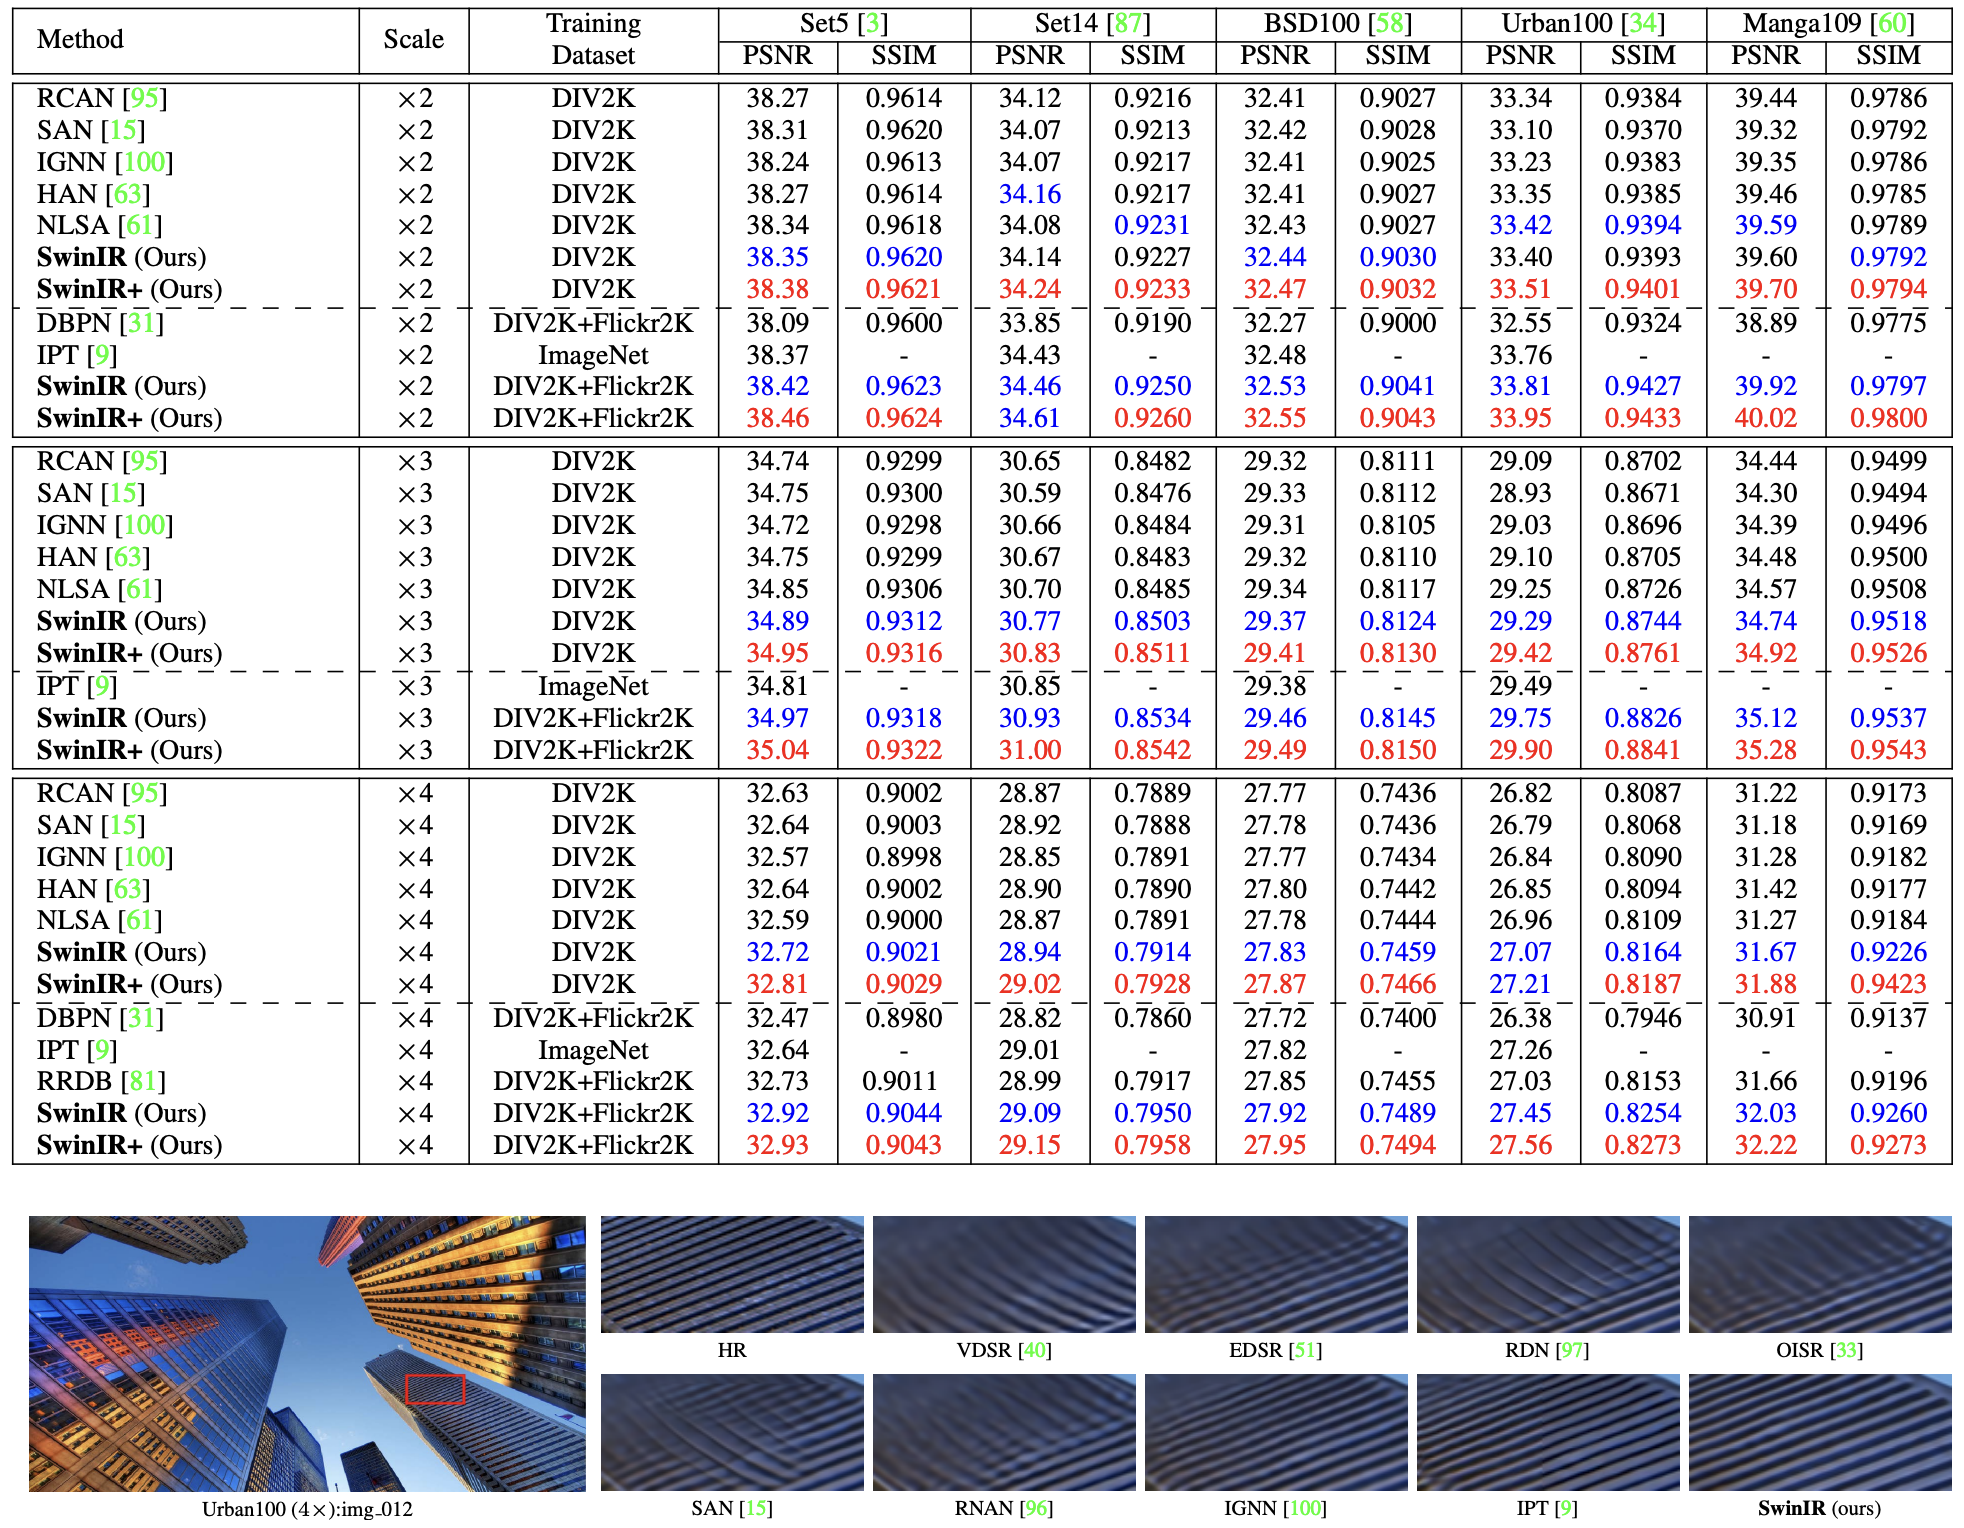 Method Scale Training Dataset Set5 [3] Set14 [87] BSD100 [58] Urban100 [34] Manga109 [60]
PSNR SSIM PSNR SSIM PSNR SSIM PSNR SSIM PSNR SSIM
RCAN [95] ×2 DIV2K 38.27 0.9614 34.12 0.9216 32.41 0.9027 33.34 0.9384 39.44 0.9786
SAN [15] ×2 DIV2K 38.31 0.9620 34.07 0.9213 32.42 0.9028 33.10 0.9370 39.32 0.9792
IGNN [100] ×2 DIV2K 38.24 0.9613 34.07 0.9217 32.41 0.9025 33.23 0.9383 39.35 0.9786
HAN [63] ×2 DIV2K 38.27 0.9614 34.16 0.9217 32.41 0.9027 33.35 0.9385 39.46 0.9785
NLSA [61] ×2 DIV2K 38.34 0.9618 34.08 0.9231 32.43 0.9027 33.42 0.9394 39.59 0.9789
SwinIR (Ours) ×2 DIV2K 38.35 0.9620 34.14 0.9227 32.44 0.9030 33.40 0.9393 39.60 0.9792
SwinIR+ (Ours) ×2 DIV2K 38.38 0.9621 34.24 0.9233 32.47 0.9032 33.51 0.9401 39.70 0.9794
DBPN [31] ×2 DIV2K+Flickr2K 38.09 0.9600 33.85 0.9190 32.27 0.9000 32.55 0.9324 38.89 0.9775
IPT [9] ×2 ImageNet 38.37 - 34.43 - 32.48 - 33.76 - - -
SwinIR (Ours) ×2 DIV2K+Flickr2K 38.42 0.9623 34.46 0.9250 32.53 0.9041 33.81 0.9427 39.92 0.9797
SwinIR+ (Ours) ×2 DIV2K+Flickr2K 38.46 0.9624 34.61 0.9260 32.55 0.9043 33.95 0.9433 40.02 0.9800
RCAN [95] ×3 DIV2K 34.74 0.9299 30.65 0.8482 29.32 0.8111 29.09 0.8702 34.44 0.9499
SAN [15] ×3 DIV2K 34.75 0.9300 30.59 0.8476 29.33 0.8112 28.93 0.8671 34.30 0.9494
IGNN [100] ×3 DIV2K 34.72 0.9298 30.66 0.8484 29.31 0.8105 29.03 0.8696 34.39 0.9496
HAN [63] ×3 DIV2K 34.75 0.9299 30.67 0.8483 29.32 0.8110 29.10 0.8705 34.48 0.9500
NLSA [61] ×3 DIV2K 34.85 0.9306 30.70 0.8485 29.34 0.8117 29.25 0.8726 34.57 0.9508
SwinIR (Ours) ×3 DIV2K 34.89 0.9312 30.77 0.8503 29.37 0.8124 29.29 0.8744 34.74 0.9518
SwinIR+ (Ours) ×3 DIV2K 34.95 0.9316 30.83 0.8511 29.41 0.8130 29.42 0.8761 34.92 0.9526
IPT [9] ×3 ImageNet 34.81 - 30.85 - 29.38 - 29.49 - - -
SwinIR (Ours) ×3 DIV2K+Flickr2K 34.97 0.9318 30.93 0.8534 29.46 0.8145 29.75 0.8826 35.12 0.9537
SwinIR+ (Ours) ×3 DIV2K+Flickr2K 35.04 0.9322 31.00 0.8542 29.49 0.8150 29.90 0.8841 35.28 0.9543
RCAN [95] ×4 DIV2K 32.63 0.9002 28.87 0.7889 27.77 0.7436 26.82 0.8087 31.22 0.9173
SAN [15] ×4 DIV2K 32.64 0.9003 28.92 0.7888 27.78 0.7436 26.79 0.8068 31.18 0.9169
IGNN [100] ×4 DIV2K 32.57 0.8998 28.85 0.7891 27.77 0.7434 26.84 0.8090 31.28 0.9182
HAN [63] ×4 DIV2K 32.64 0.9002 28.90 0.7890 27.80 0.7442 26.85 0.8094 31.42 0.9177
NLSA [61] ×4 DIV2K 32.59 0.9000 28.87 0.7891 27.78 0.7444 26.96 0.8109 31.27 0.9184
SwinIR (Ours) ×4 DIV2K 32.72 0.9021 28.94 0.7914 27.83 0.7459 27.07 0.8164 31.67 0.9226
SwinIR+ (Ours) ×4 DIV2K 32.81 0.9029 29.02 0.7928 27.87 0.7466 27.21 0.8187 31.88 0.9423
DBPN [31] ×4 DIV2K+Flickr2K 32.47 0.8980 28.82 0.7860 27.72 0.7400 26.38 0.7946 30.91 0.9137
IPT [9] ×4 ImageNet 32.64 - 29.01 - 27.82 - 27.26 - - -
RRDB [81] ×4 DIV2K+Flickr2K 32.73 0.9011 28.99 0.7917 27.85 0.7455 27.03 0.8153 31.66 0.9196
SwinIR (Ours) ×4 DIV2K+Flickr2K 32.92 0.9044 29.09 0.7950 27.92 0.7489 27.45 0.8254 32.03 0.9260
SwinIR+ (Ours) ×4 DIV2K+Flickr2K 32.93 0.9043 29.15 0.7958 27.95 0.7494 27.56 0.8273 32.22 0.9273
HR VDSR [40] EDSR [51] RDN [97] OISR [33]
Urban100 (4×):img_012 SAN [15] RNAN [96] IGNN [100] IPT [9] SwinIR (ours)